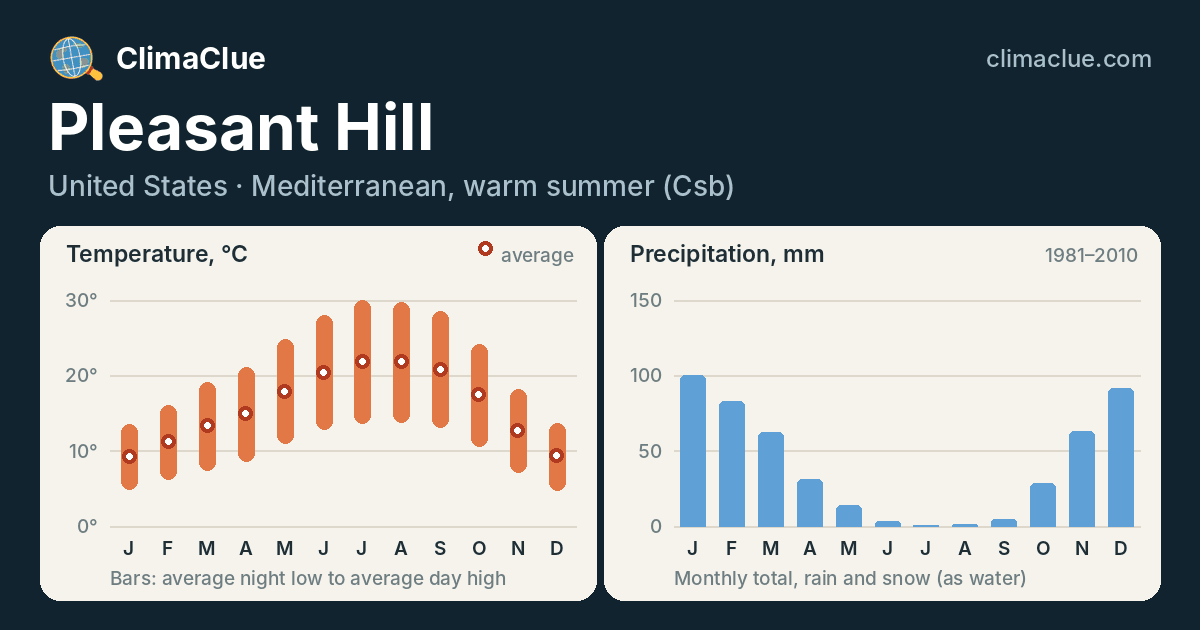 ClimaClue
climaclue.com
Pleasant Hill
United States · Mediterranean, warm summer (Csb)
Temperature, °C
average
30°
20°
10°
0°
J F M A M J J A S O N D
Bars: average night low to average day high
Precipitation, mm
1981–2010
150
100
50
0
J F M A M J J A S O N D
Monthly total, rain and snow (as water)